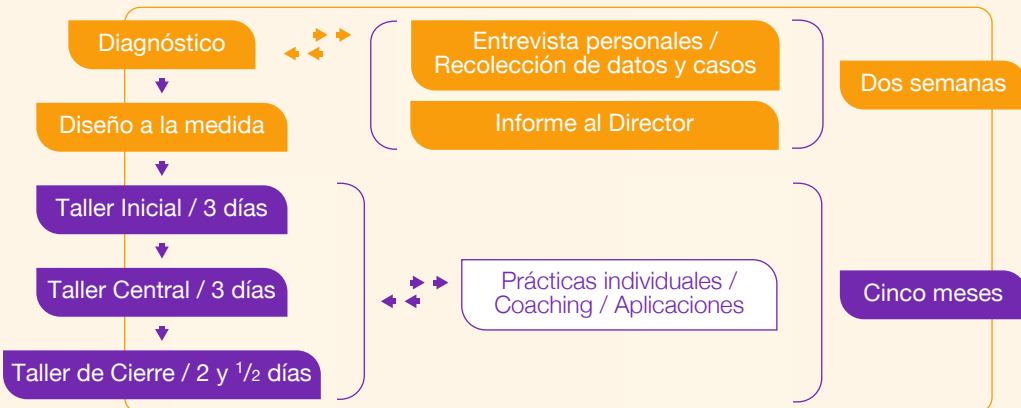 Diagnóstico
Entrevista personales /
Recolección de datos y casos
Dos semanas
Diseño a la medida
Informe al Director
Taller Inicial / 3 días
Taller Central / 3 días
Prácticas individuales /
Coaching / Aplicaciones
Cinco meses
Taller de Cierre / 2 y 1/2 días